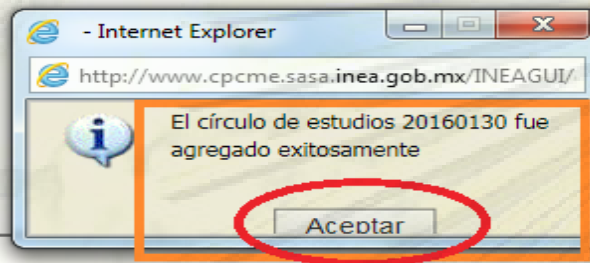 - Internet Explorer
http://www.cpcme.sasa.inea.gob.mx/INEAGUI/
El círculo de estudios 20160130 fue
agregado exitosamente
Aceptar